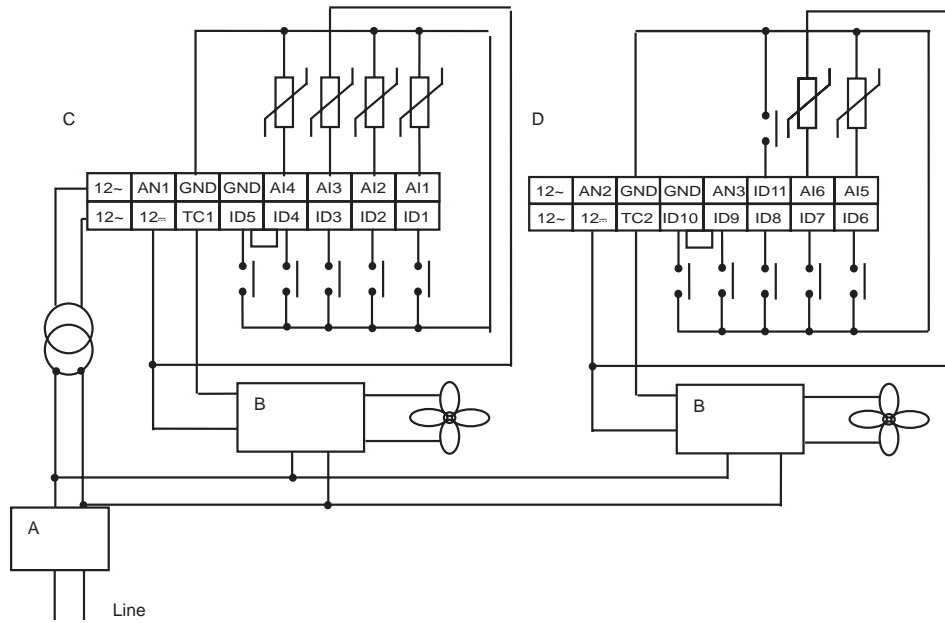 C
D
12~ AN1 GND GND AI4 AI3 AI2 AI1
12~ 12⎓ TC1 ID5 ID4 ID3 ID2 ID1
12~ AN2 GND GND AN3 ID11 AI6 AI5
12~ 12⎓ TC2 ID10 ID9 ID8 ID7 ID6
B
B
A
Line